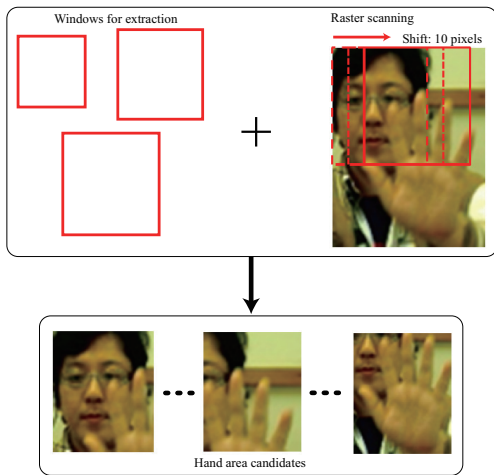 Windows for extraction
Raster scanning
Shift: 10 pixels
Hand area candidates